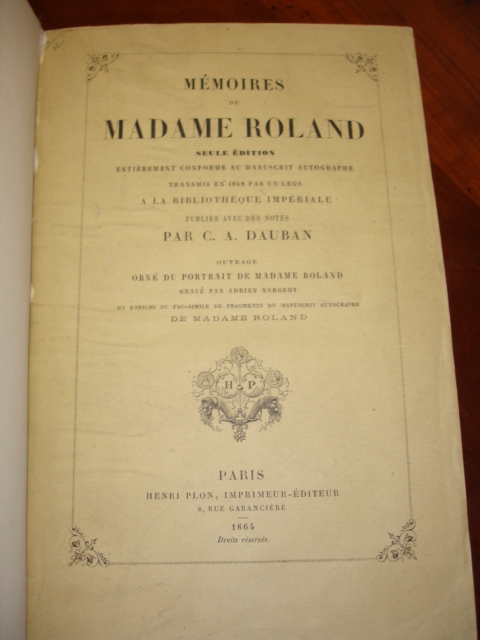 MÉMOIRES
DE
MADAME ROLAND
SEULE ÉDITION
ENTIÈREMENT CONFORME AU MANUSCRIT AUTOGRAPHE
TRANSMIS EN 1858 PAR UN LEGS
A LA BIBLIOTHÈQUE IMPÉRIALE
PUBLIÉE AVEC DES NOTES
PAR C. A. DAUBAN
OUVRAGE
ORNÉ DU PORTRAIT DE MADAME ROLAND
GRAVÉ PAR ADRIEN NARGEOT
ET ENRICHI DU FAC-SIMILE DE FRAGMENTS DU MANUSCRIT AUTOGRAPHE
DE MADAME ROLAND
H P
PARIS
HENRI PLON, IMPRIMEUR-ÉDITEUR
8, RUE GARANCIÈRE
1864
Droits réservés.